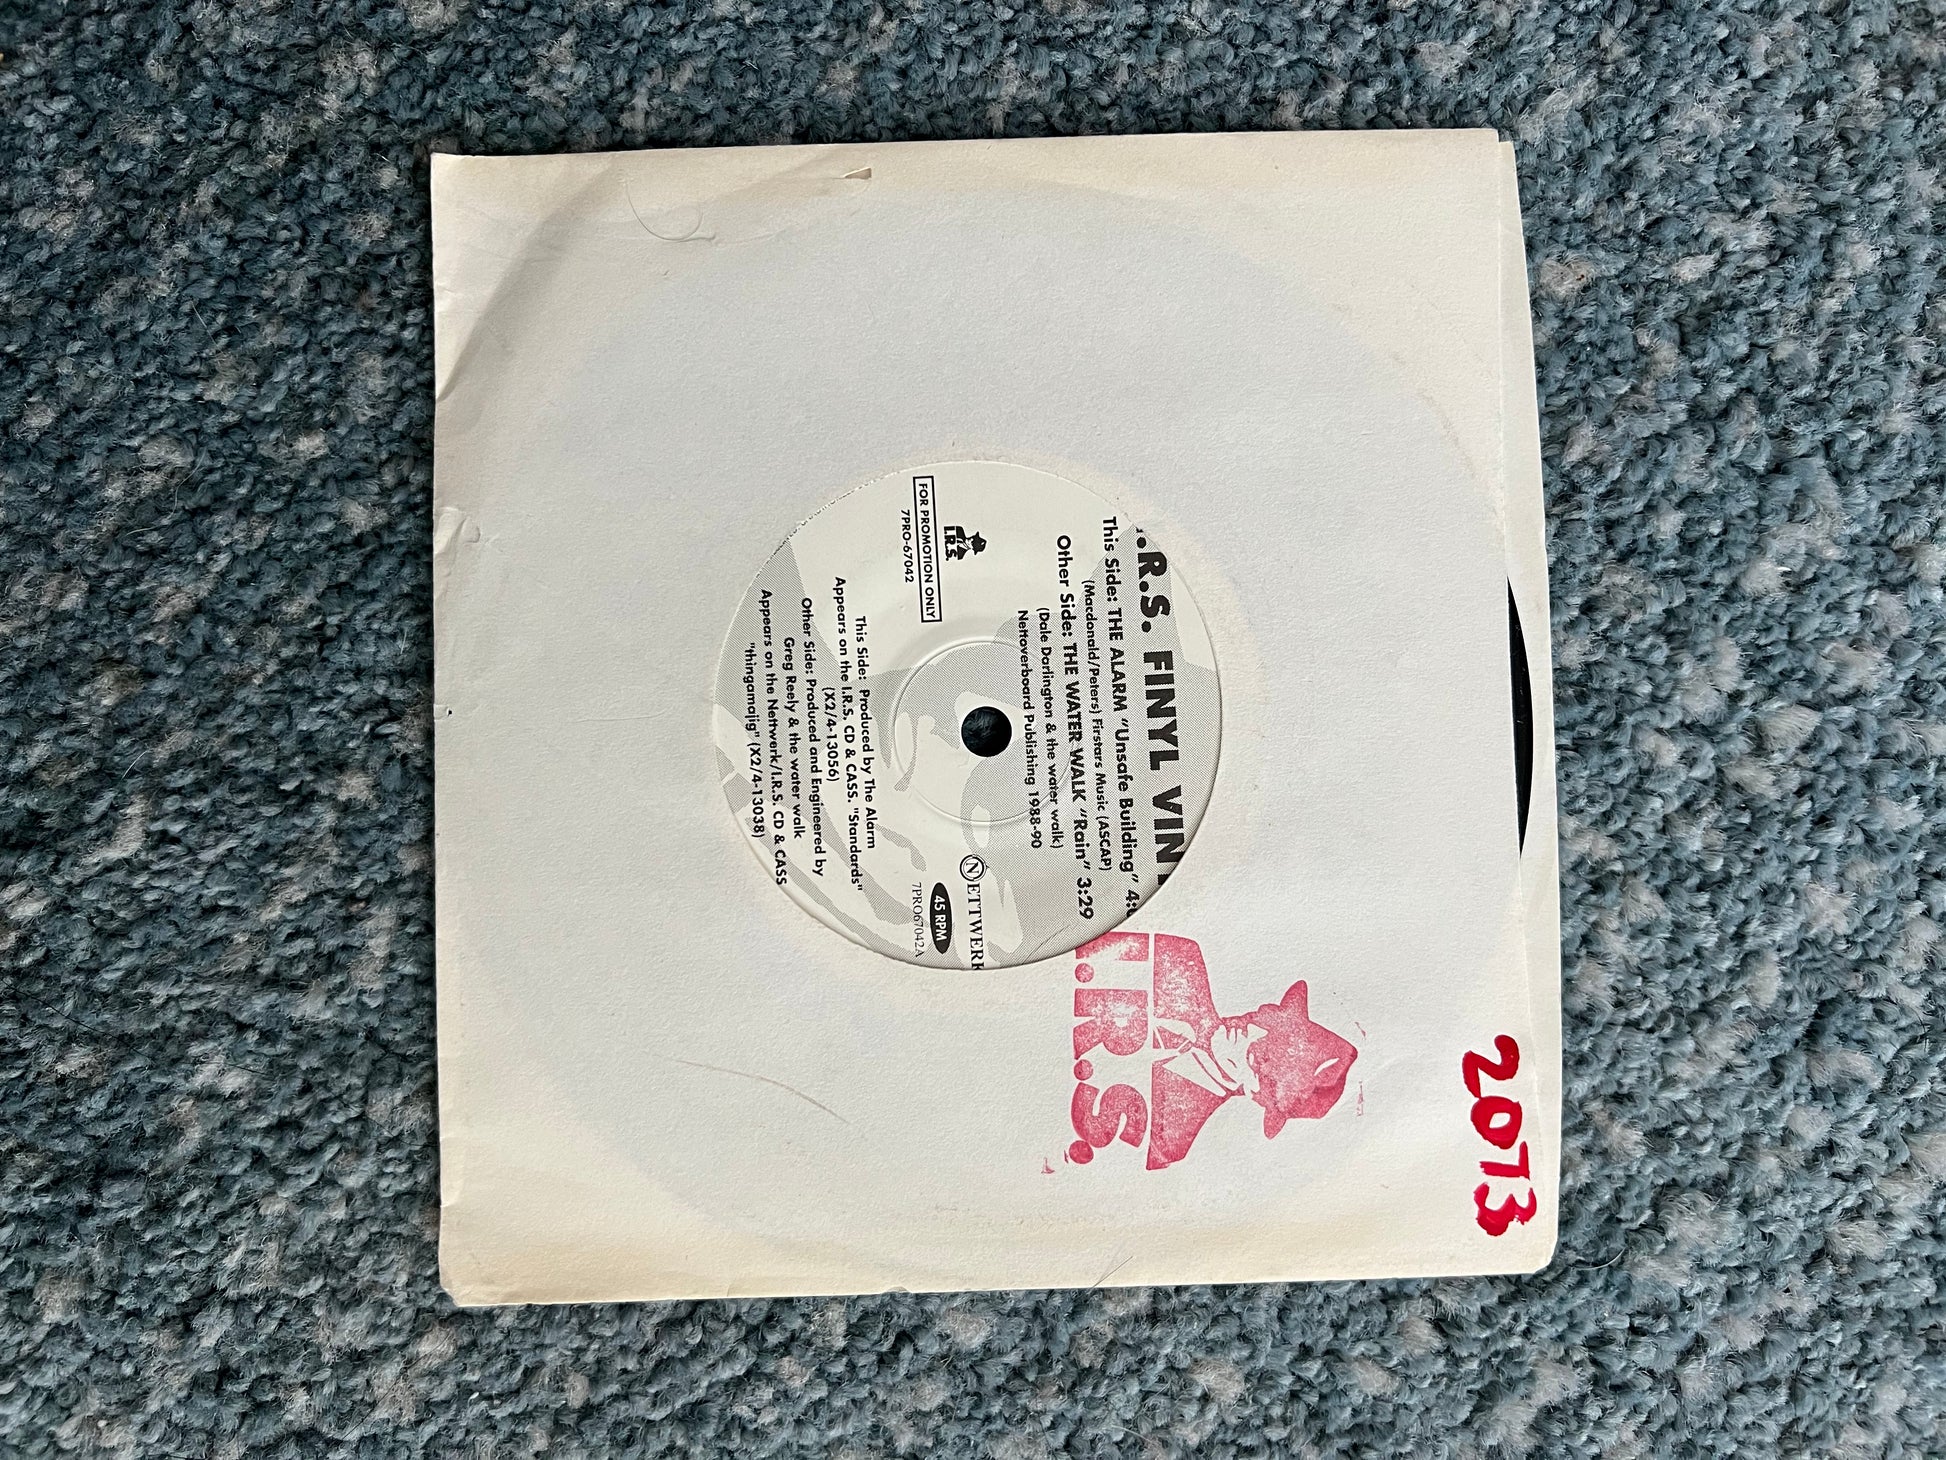 I.R.S. FINYL VIN
This Side: THE ALARM "Unsafe Building"
(Macdonald/Peters) Firstars Music (ASCAP)
Other Side: THE WATER WALK "Rain" 3:29
(Dale Darlington & the water walk)
Nettoverboard Publishing 1988-90
I.R.S.
FOR PROMOTION ONLY
7PRO-67042
NETTWERK
45 RPM
7PRO67042A
This Side: Produced by The Alarm
Appears on the I.R.S. CD & CASS. "Standards"
(X2/4-13056)
Other Side: Produced and Engineered by
Greg Reely & the water walk
Appears on the Nettwerk/I.R.S. CD & CASS
"thingamajig" (X2/4-13038)
I.R.S.
2013